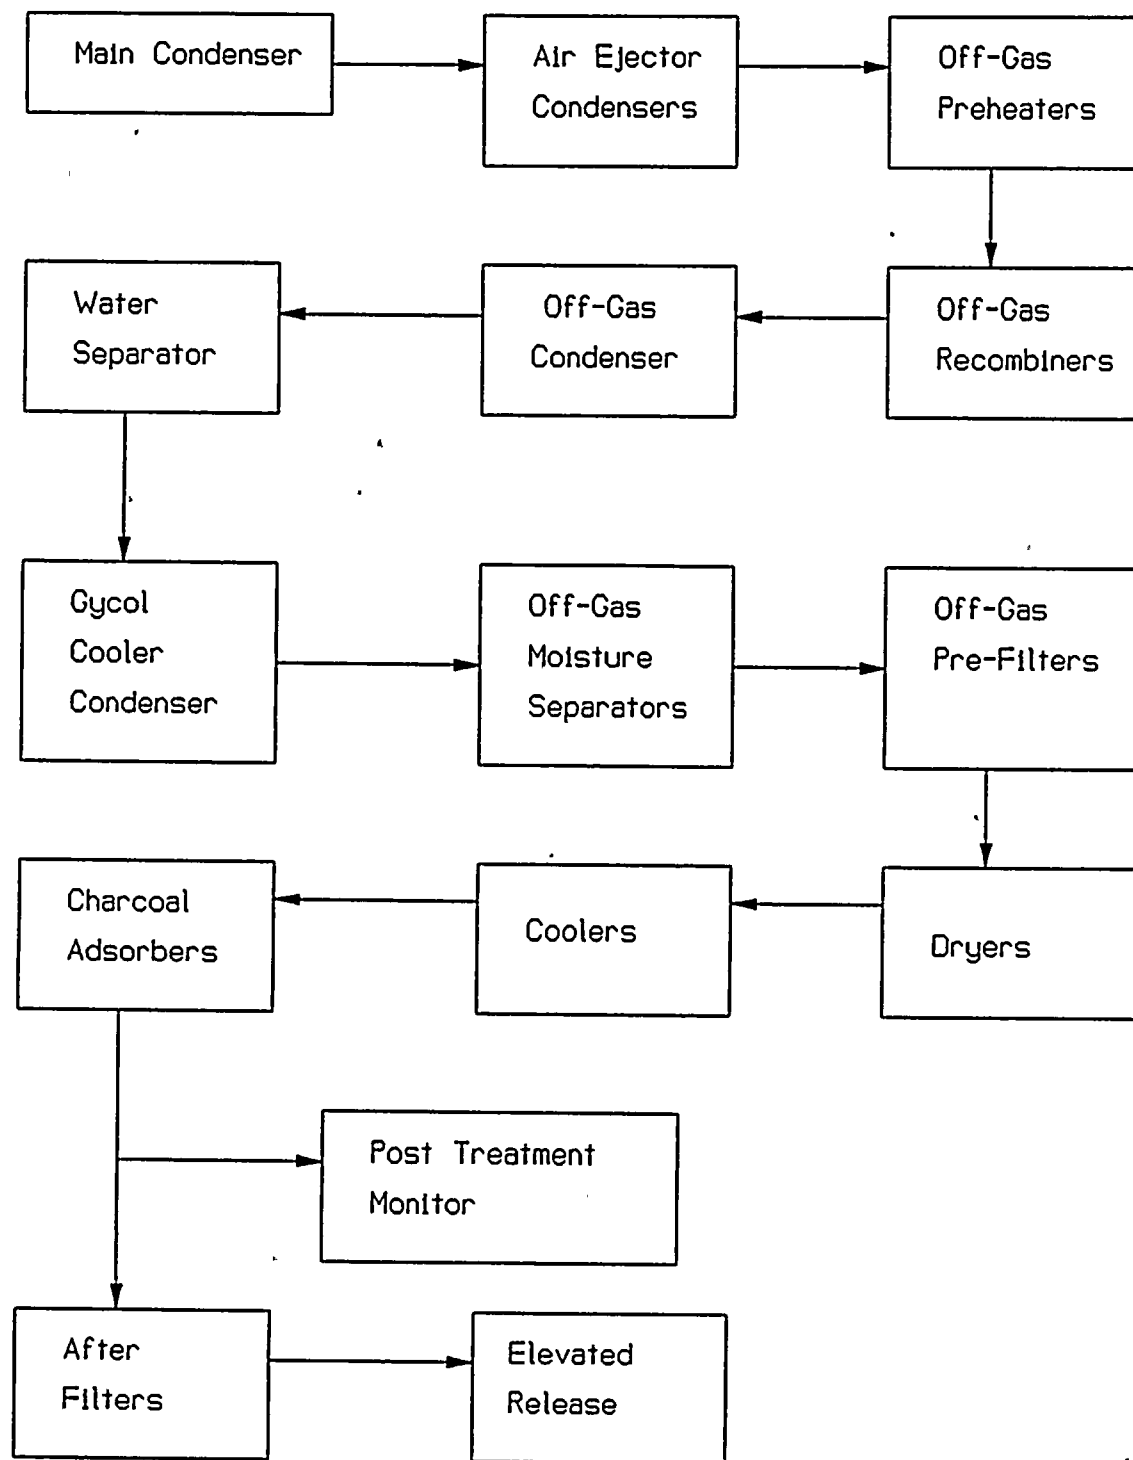 Main Condenser
Air Ejector
Condensers
Off-Gas
Preheaters
Water
Separator
Off-Gas
Condenser
Off-Gas
Recombiners
Gycol
Cooler
Condenser
Off-Gas
Moisture
Separators
Off-Gas
Pre-Filters
Charcoal
Adsorbers
Coolers
Dryers
Post Treatment
Monitor
After
Filters
Elevated
Release